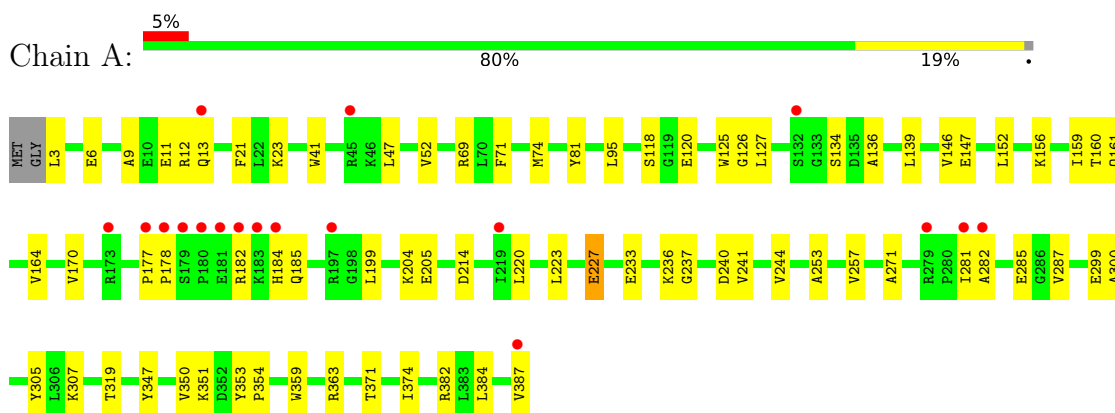 5%
Chain A:
80% 19% •
MET GLY L3 E6 A9 E10 E11 R12 Q13 F21 L22 K23 W41 R45 K46 L47 V52 R69 L70 F71 M74 Y81 L95 S118 G119 E120 W125 G126 L127 S132 G133 S134 D135 A136 L139 V146 E147 L152 K156 I159 T160
V164 V170 R173 P177 P178 S179 P180 E181 R182 K183 H184 Q185 R197 G198 L199 K204 E205 D214 I219 L220 L223 E227 E233 K236 G237 D240 V241 V244 A253 V257 A271 R279 P280 I281 A282 E285 G286 V287 E299 A300
Y305 L306 K307 T319 Y347 V350 K351 D352 Y353 P354 W359 R363 T371 I374 R382 L383 L384 V387